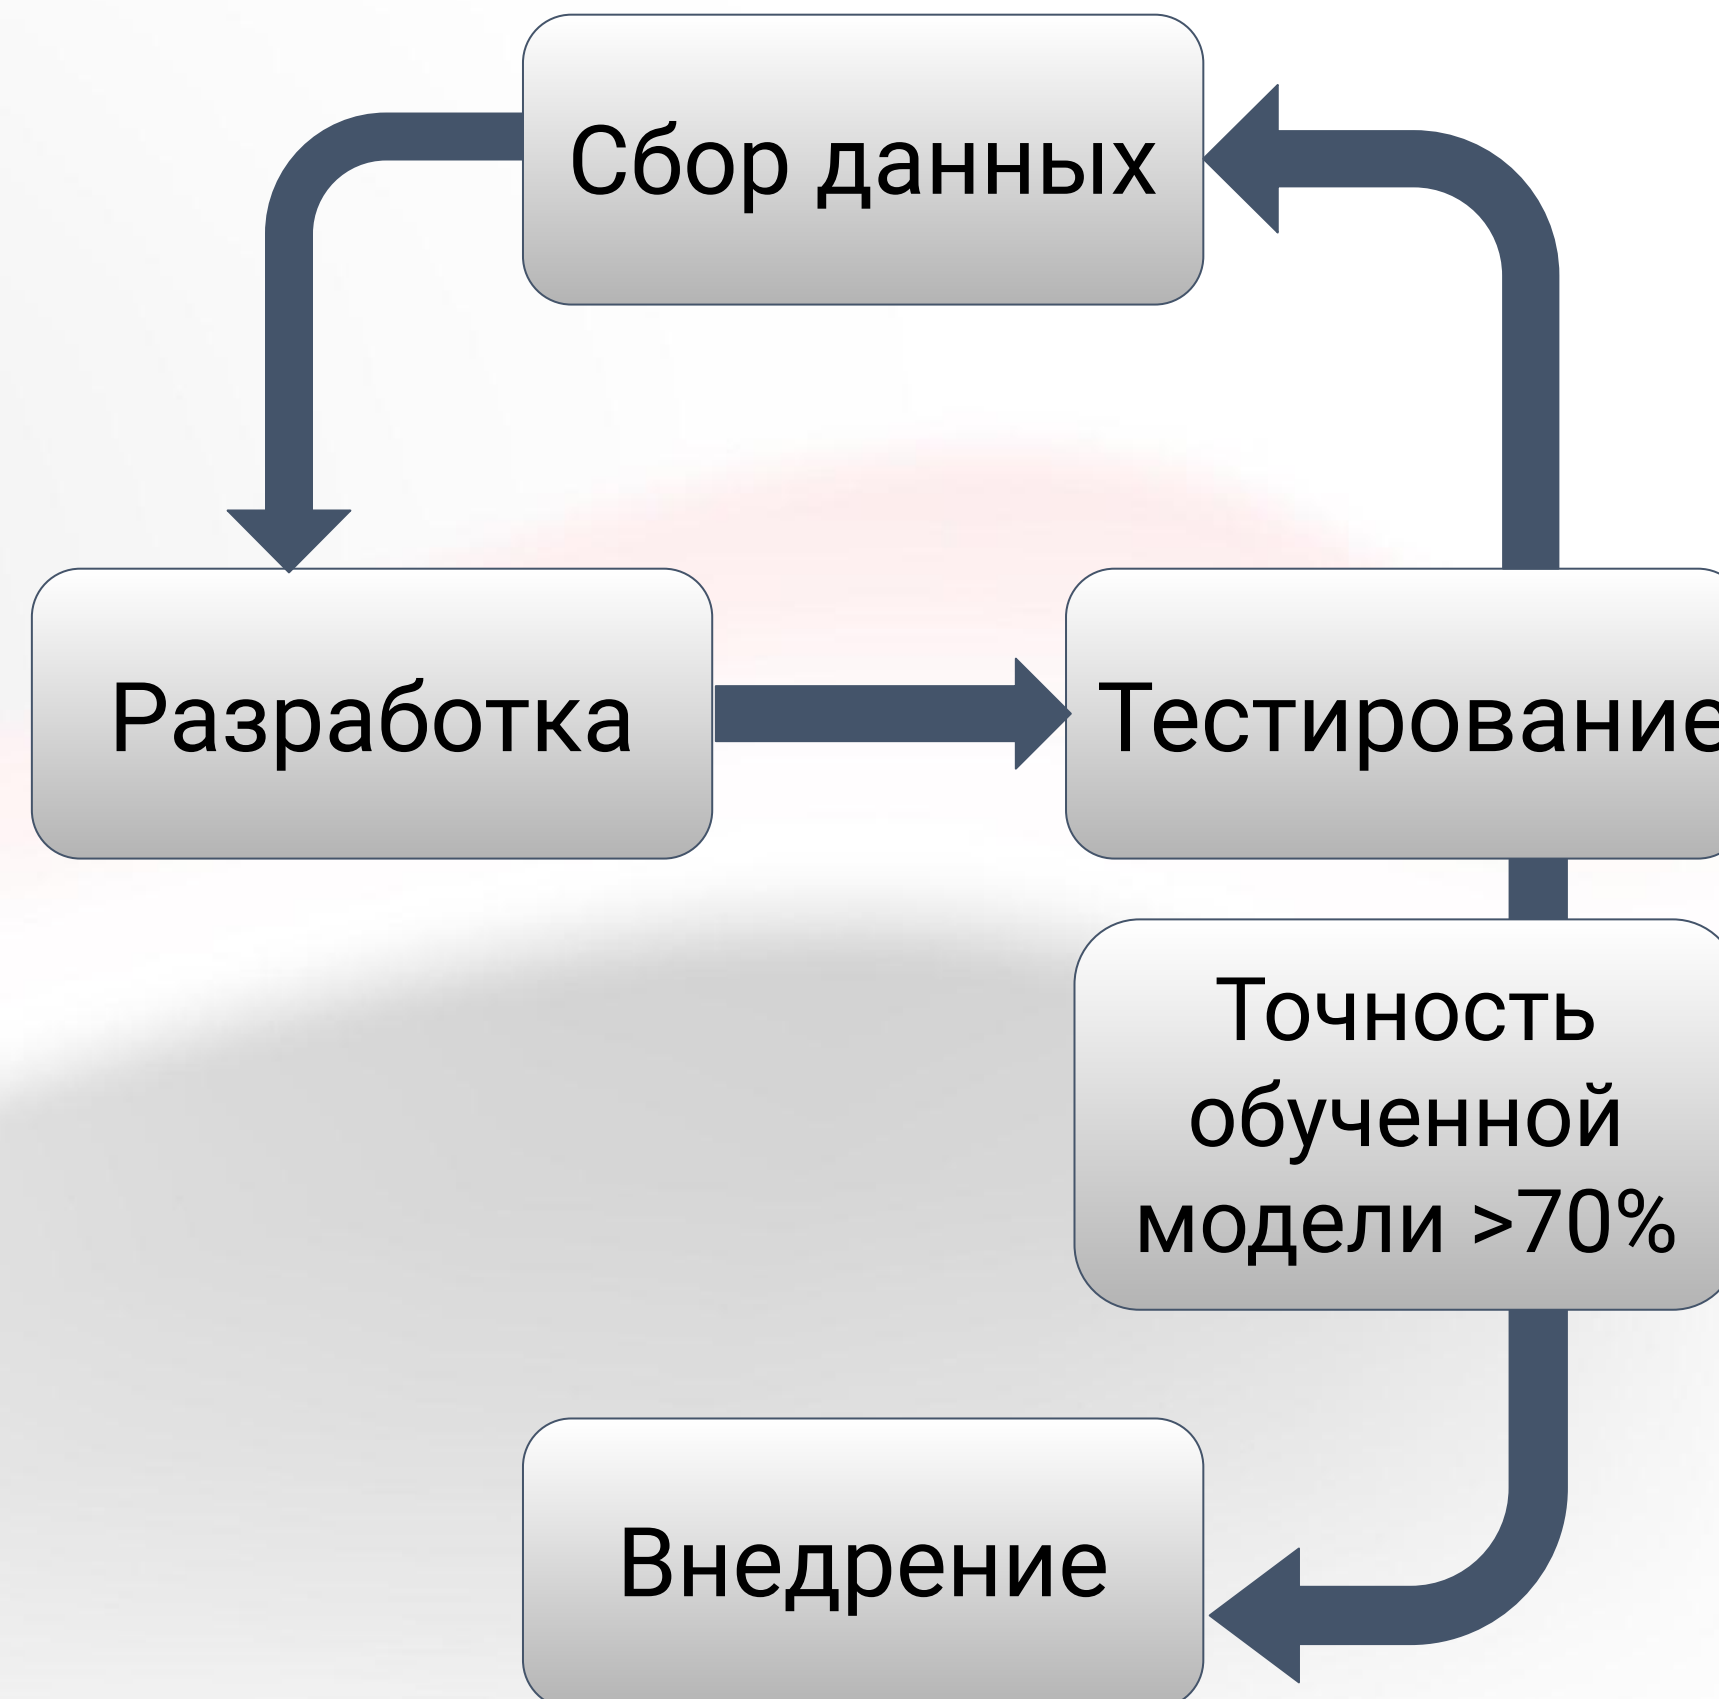 Сбор данных
Разработка
Тестирование
Точность
обученной
модели >70%
Внедрение